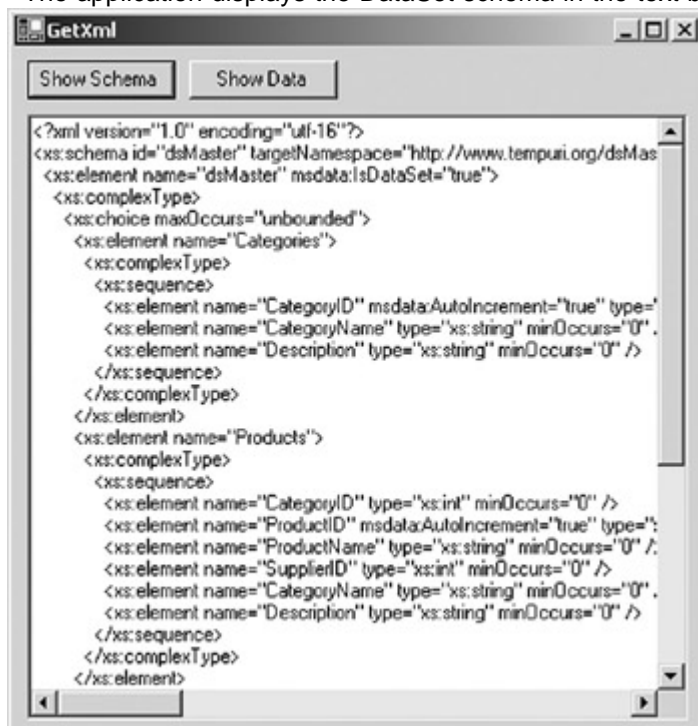 The application displays the DataSet schema in the text b
GetXml
Show Schema Show Data
<?xml version="1.0" encoding="utf-16"?>
<xs:schema id="dsMaster" targetNamespace="http://www.tempuri.org/dsMas
<xs:element name="dsMaster" msdata:IsDataSet="true">
<xs:complexType>
<xs:choice maxOccurs="unbounded">
<xs:element name="Categories">
<xs:complexType>
<xs:sequence>
<xs:element name="CategoryID" msdata:AutoIncrement="true" type="
<xs:element name="CategoryName" type="xs:string" minOccurs="0" .
<xs:element name="Description" type="xs:string" minOccurs="0" />
</xs:sequence>
</xs:complexType>
</xs:element>
<xs:element name="Products">
<xs:complexType>
<xs:sequence>
<xs:element name="CategoryID" type="xs:int" minOccurs="0" />
<xs:element name="ProductID" msdata:AutoIncrement="true" type="
<xs:element name="ProductName" type="xs:string" minOccurs="0" /
<xs:element name="SupplierID" type="xs:int" minOccurs="0" />
<xs:element name="CategoryName" type="xs:string" minOccurs="0" .
<xs:element name="Description" type="xs:string" minOccurs="0" />
</xs:sequence>
</xs:complexType>
</xs:element>